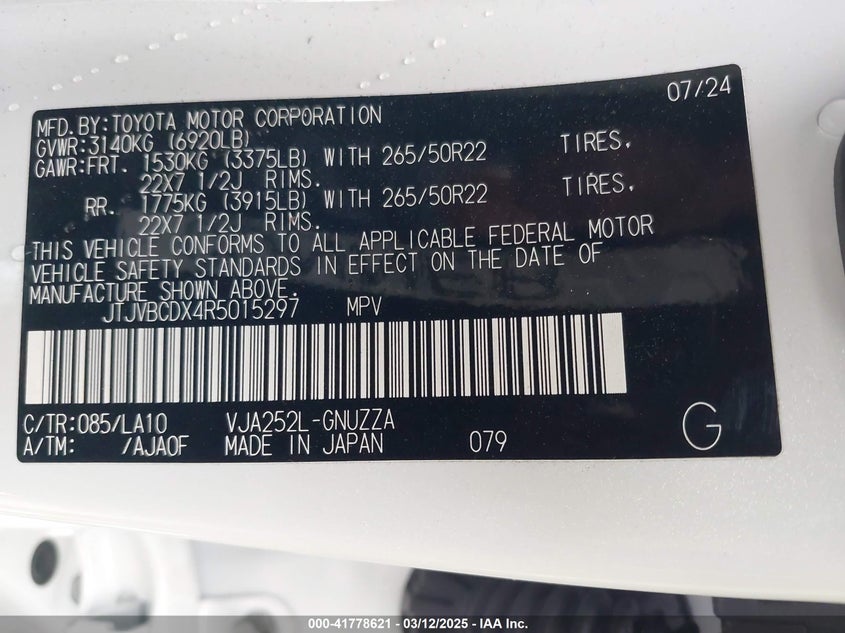 07/24
MFD.BY:TOYOTA MOTOR CORPORATION
GVWR:3140KG (6920LB)
GAWR:FRT. 1530KG (3375LB) WITH 265/50R22 TIRES,
22X7 1/2J RIMS.
RR. 1775KG (3915LB) WITH 265/50R22 TIRES,
22X7 1/2J RIMS.
THIS VEHICLE CONFORMS TO ALL APPLICABLE FEDERAL MOTOR
VEHICLE SAFETY STANDARDS IN EFFECT ON THE DATE OF
MANUFACTURE SHOWN ABOVE.
JTJVBCDX4R5015297 MPV
C/TR:085/LA10 VJA252L-GNUZZA
A/TM: /AJA0F MADE IN JAPAN 079 G
000-41778621 - 03/12/2025 - IAA Inc.